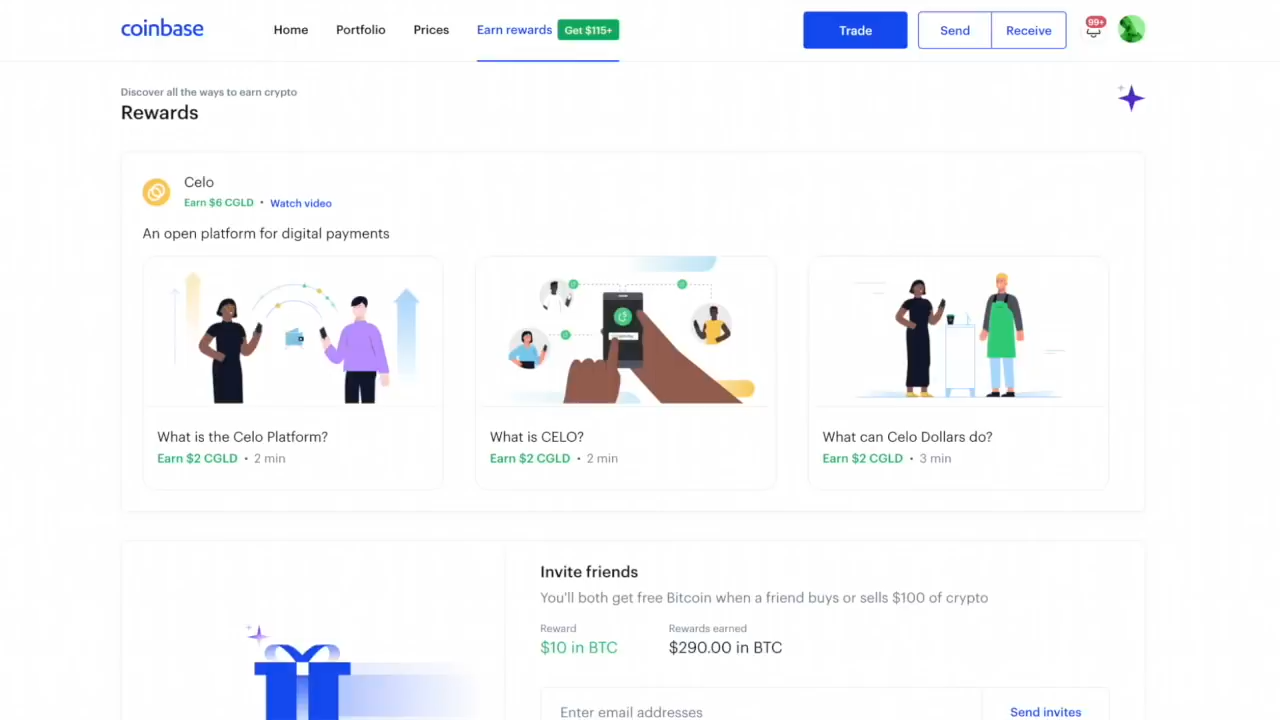 coinbase
Home
Portfolio
Prices
Earn rewards
Get $115+
Trade
Send
Receive
99+
Discover all the ways to earn crypto
Rewards
Celo
Earn $6 CGLD • Watch video
An open platform for digital payments
What is the Celo Platform?
Earn $2 CGLD • 2 min
What is CELO?
Earn $2 CGLD • 2 min
What can Celo Dollars do?
Earn $2 CGLD • 3 min
Invite friends
You'll both get free Bitcoin when a friend buys or sells $100 of crypto
Reward
$10 in BTC
Rewards earned
$290.00 in BTC
Enter email addresses
Send invites